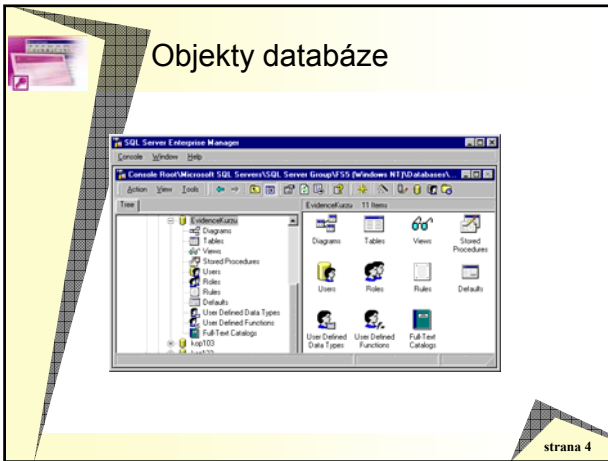 Objekty databáze
SQL Server Enterprise Manager
Console Window Help
Console Root\Microsoft SQL Servers\SQL Server Group\FS5 (Windows NT)\Databases\...
Action View Tools
Tree
EvidenceKurzu 11 Items
EvidenceKurzu
Diagrams
Tables
Views
Stored Procedures
Users
Roles
Rules
Defaults
User Defined Data Types
User Defined Functions
Full-Text Catalogs
kop103
Diagrams
Tables
Views
Stored
Procedures
Users
Roles
Rules
Defaults
User Defined
Data Types
User Defined
Functions
Full-Text
Catalogs
strana 4